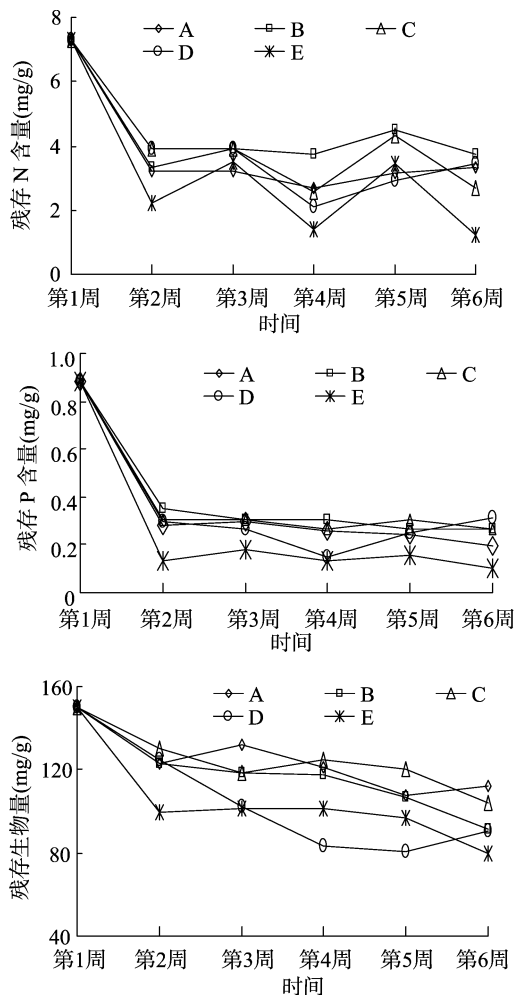 8
A B C
D E
6
4
2
0
残存 N 含量(mg/g)
第1周 第2周 第3周 第4周 第5周 第6周
时间
1.0
A B C
0.8
D E
0.6
0.4
0.2
0
残存 P 含量(mg/g)
第1周 第2周 第3周 第4周 第5周 第6周
时间
160
A B C
D E
120
80
40
残存生物量(mg/g)
第1周 第2周 第3周 第4周 第5周 第6周
时间